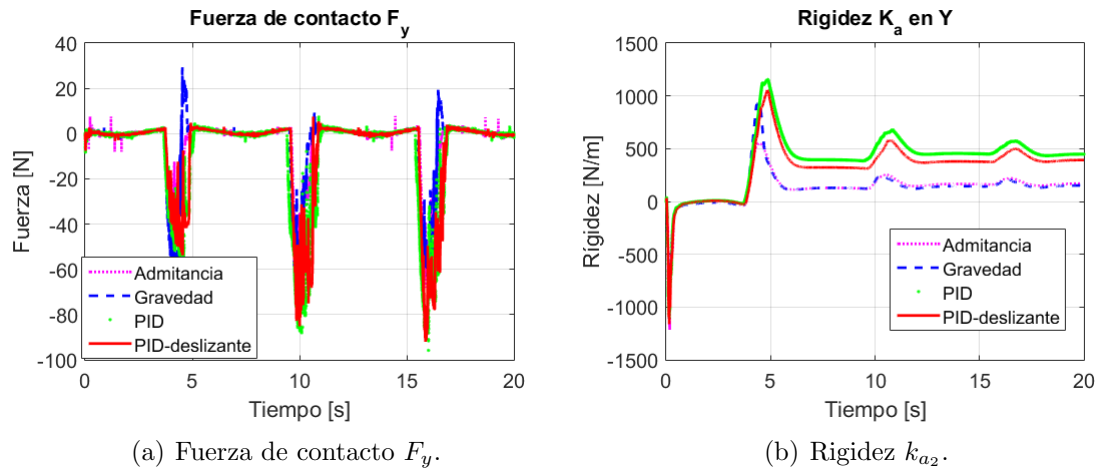 Fuerza de contacto F_y
40
20
0
-20
-40
-60
-80
-100
Fuerza [N]
Admitancia
Gravedad
PID
PID-deslizante
0 5 10 15 20
Tiempo [s]
(a) Fuerza de contacto F_y.
Rigidez K_a en Y
1500
1000
500
0
-500
-1000
-1500
Rígidez [N/m]
Admitancia
Gravedad
PID
PID-deslizante
0 5 10 15 20
Tiempo [s]
(b) Rigidez k_{a_2}.